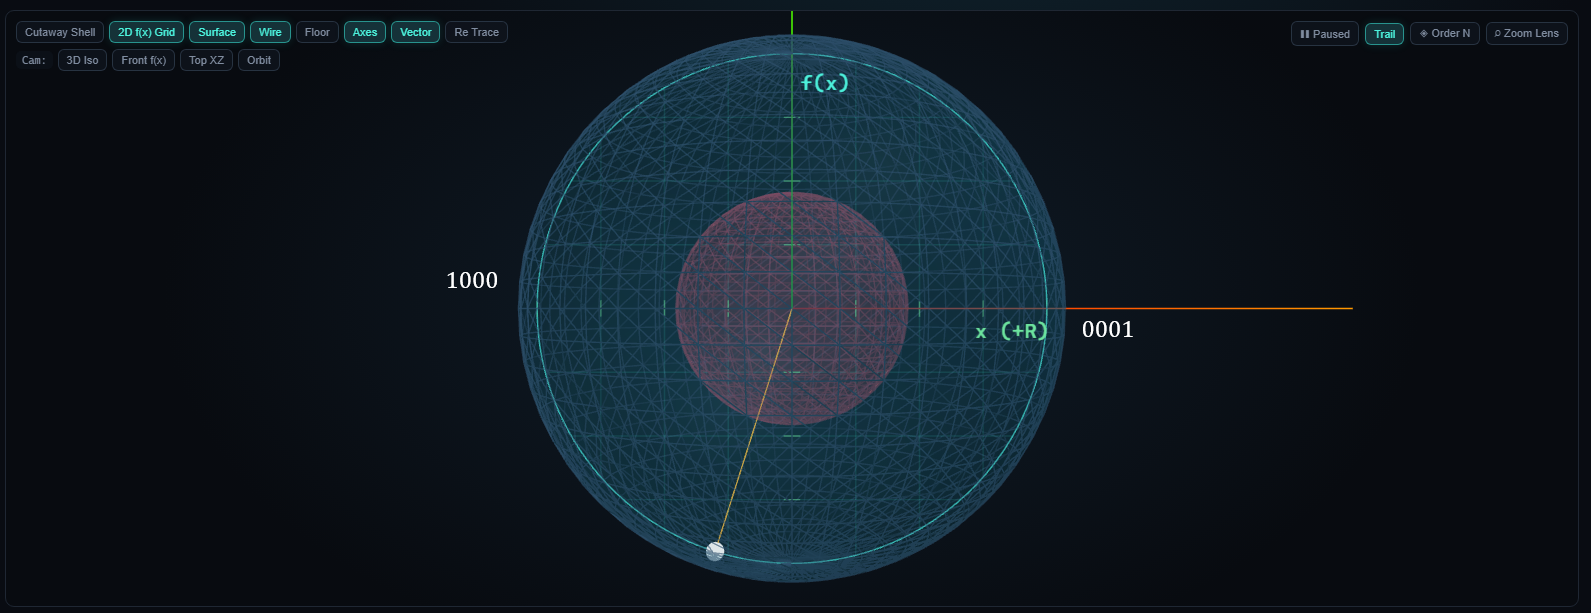 Cutaway Shell 2D f(x) Grid Surface Wire Floor Axes Vector Re Trace
Paused Trail ◈ Order N ⌕ Zoom Lens
Cam: 3D Iso Front f(x) Top XZ Orbit
f(x)
1000
x (+R) 0001